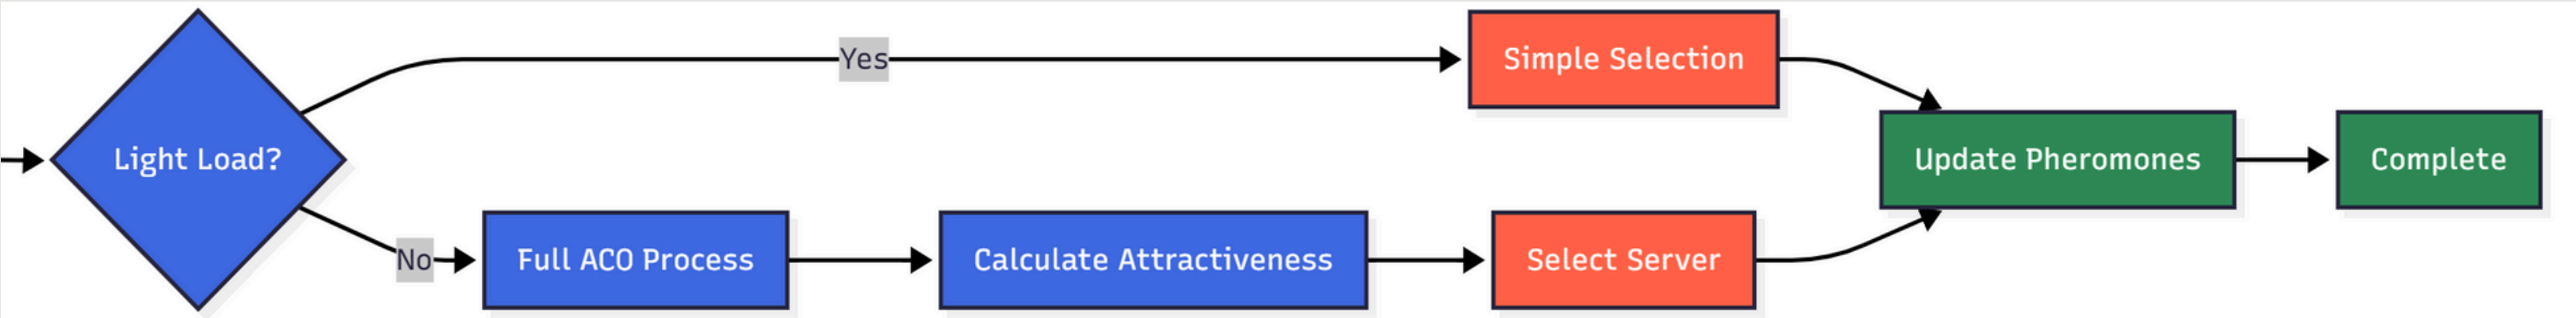 Light Load?
Yes
Simple Selection
No
Full ACO Process
Calculate Attractiveness
Select Server
Update Pheromones
Complete